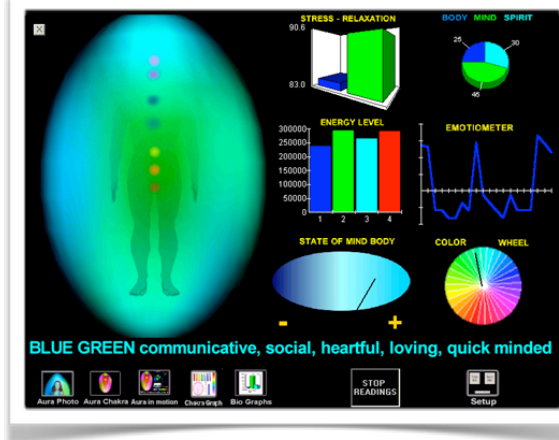 X
STRESS - RELAXATION
90.6
83.0
BODY MIND SPIRIT
25
30
45
ENERGY LEVEL
300000
250000
200000
150000
100000
50000
0
1 2 3 4
EMOTIOMETER
STATE OF MIND BODY
- +
COLOR WHEEL
BLUE GREEN communicative, social, heartful, loving, quick minded
Aura Photo
Aura Chakra
Aura in motion
Chakra Graph
Bio Graphs
STOP
READINGS
Setup